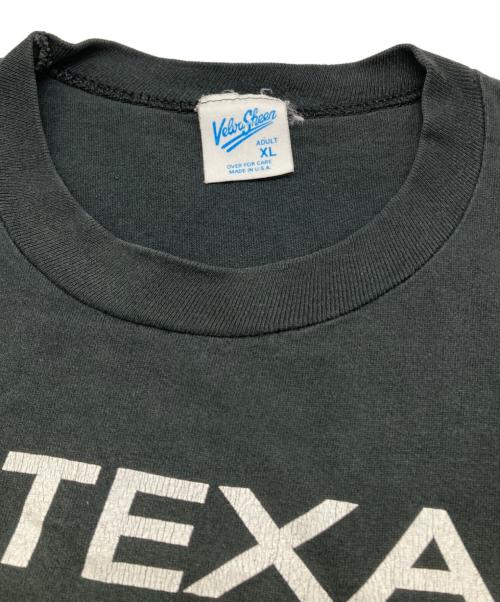 Velva Sheen
ADULT
XL
OVER FOR CARE
MADE IN U.S.A.
TEXA